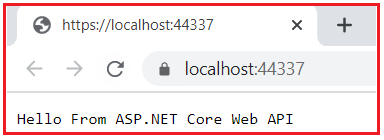 https://localhost:44337
localhost:44337
Hello From ASP.NET Core Web API